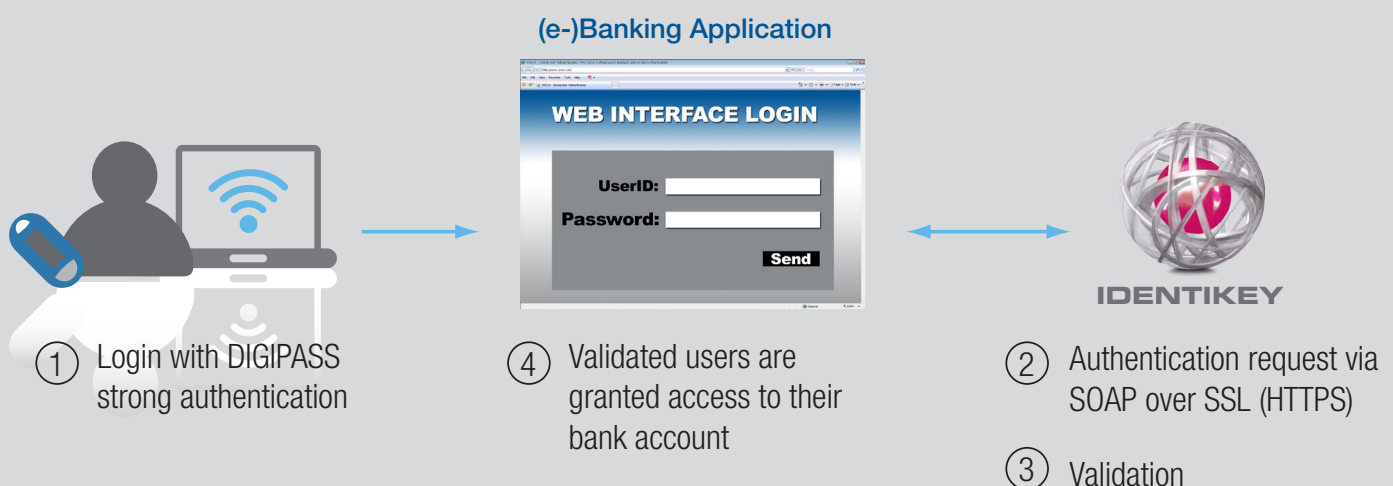 (e-)Banking Application
WEB INTERFACE LOGIN
UserID:
Password:
Send
IDENTIKEY
1 Login with DIGIPASS
strong authentication
4 Validated users are
granted access to their
bank account
2 Authentication request via
SOAP over SSL (HTTPS)
3 Validation